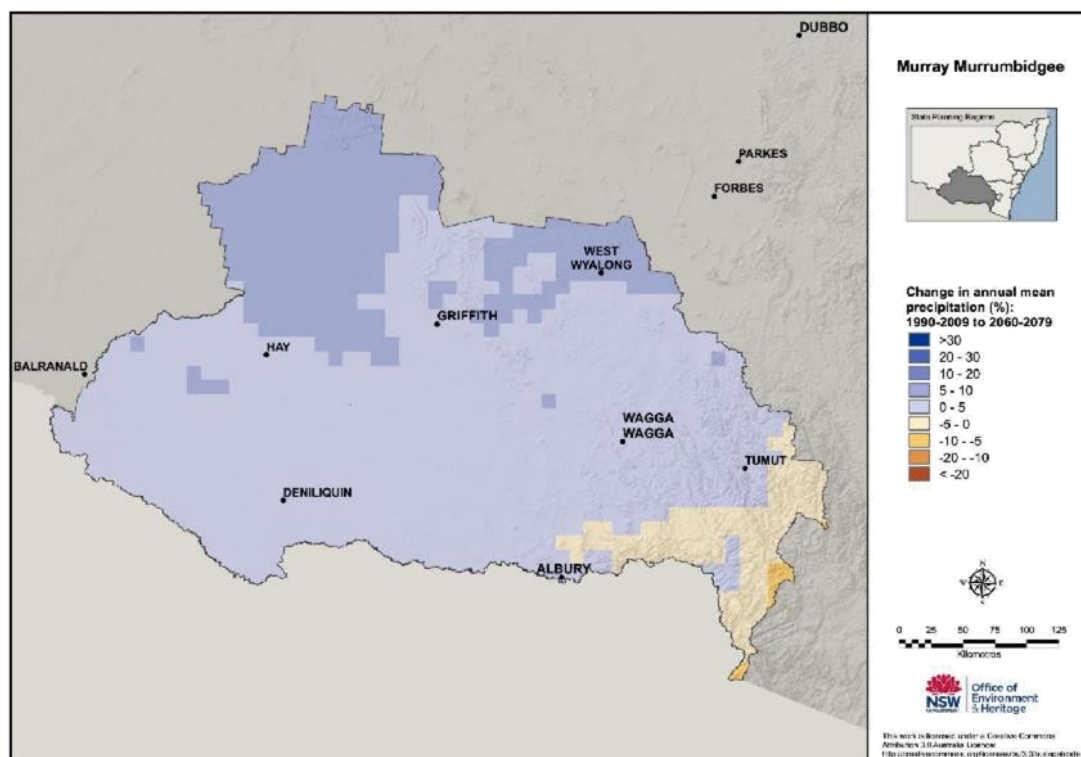 DUBBO
PARKES
FORBES
WEST
WYALONG
GRIFFITH
HAY
BALRANALD
WAGGA
WAGGA
TUMUT
DENILIQUIN
ALBURY
Murray Murrumbidgee
State Planning Regions
Change in annual mean
precipitation (%):
1990-2009 to 2060-2079
>30
20 - 30
10 - 20
5 - 10
0 - 5
-5 - 0
-10 - -5
-20 - -10
< -20
N
W E
S
0 25 50 75 100 125
Kilometres
NSW
GOVERNMENT
Office of
Environment
& Heritage
This work is licensed under a Creative Commons
Attribution 3.0 Australia Licence: